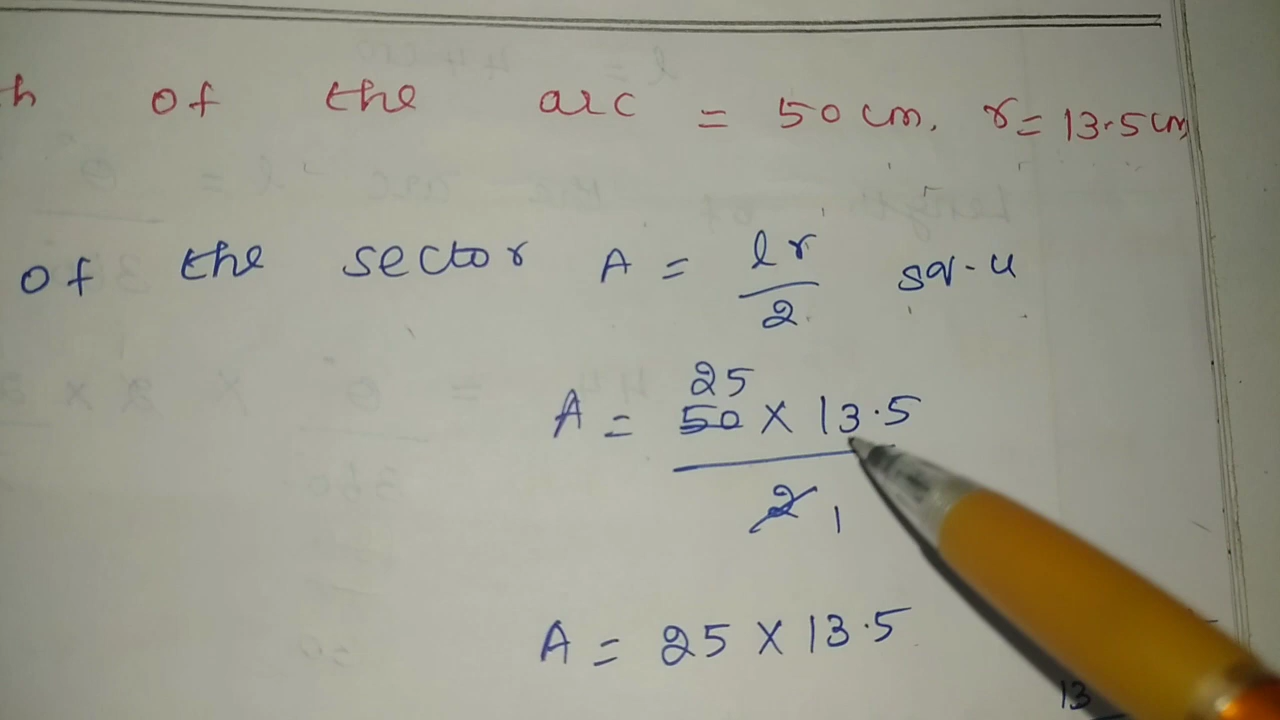 of the arc = 50 cm. r = 13.5 cm
of the sector A = lr/2 sq-u
A = 50 25 × 13.5 / 2 1
A = 25 × 13.5
13